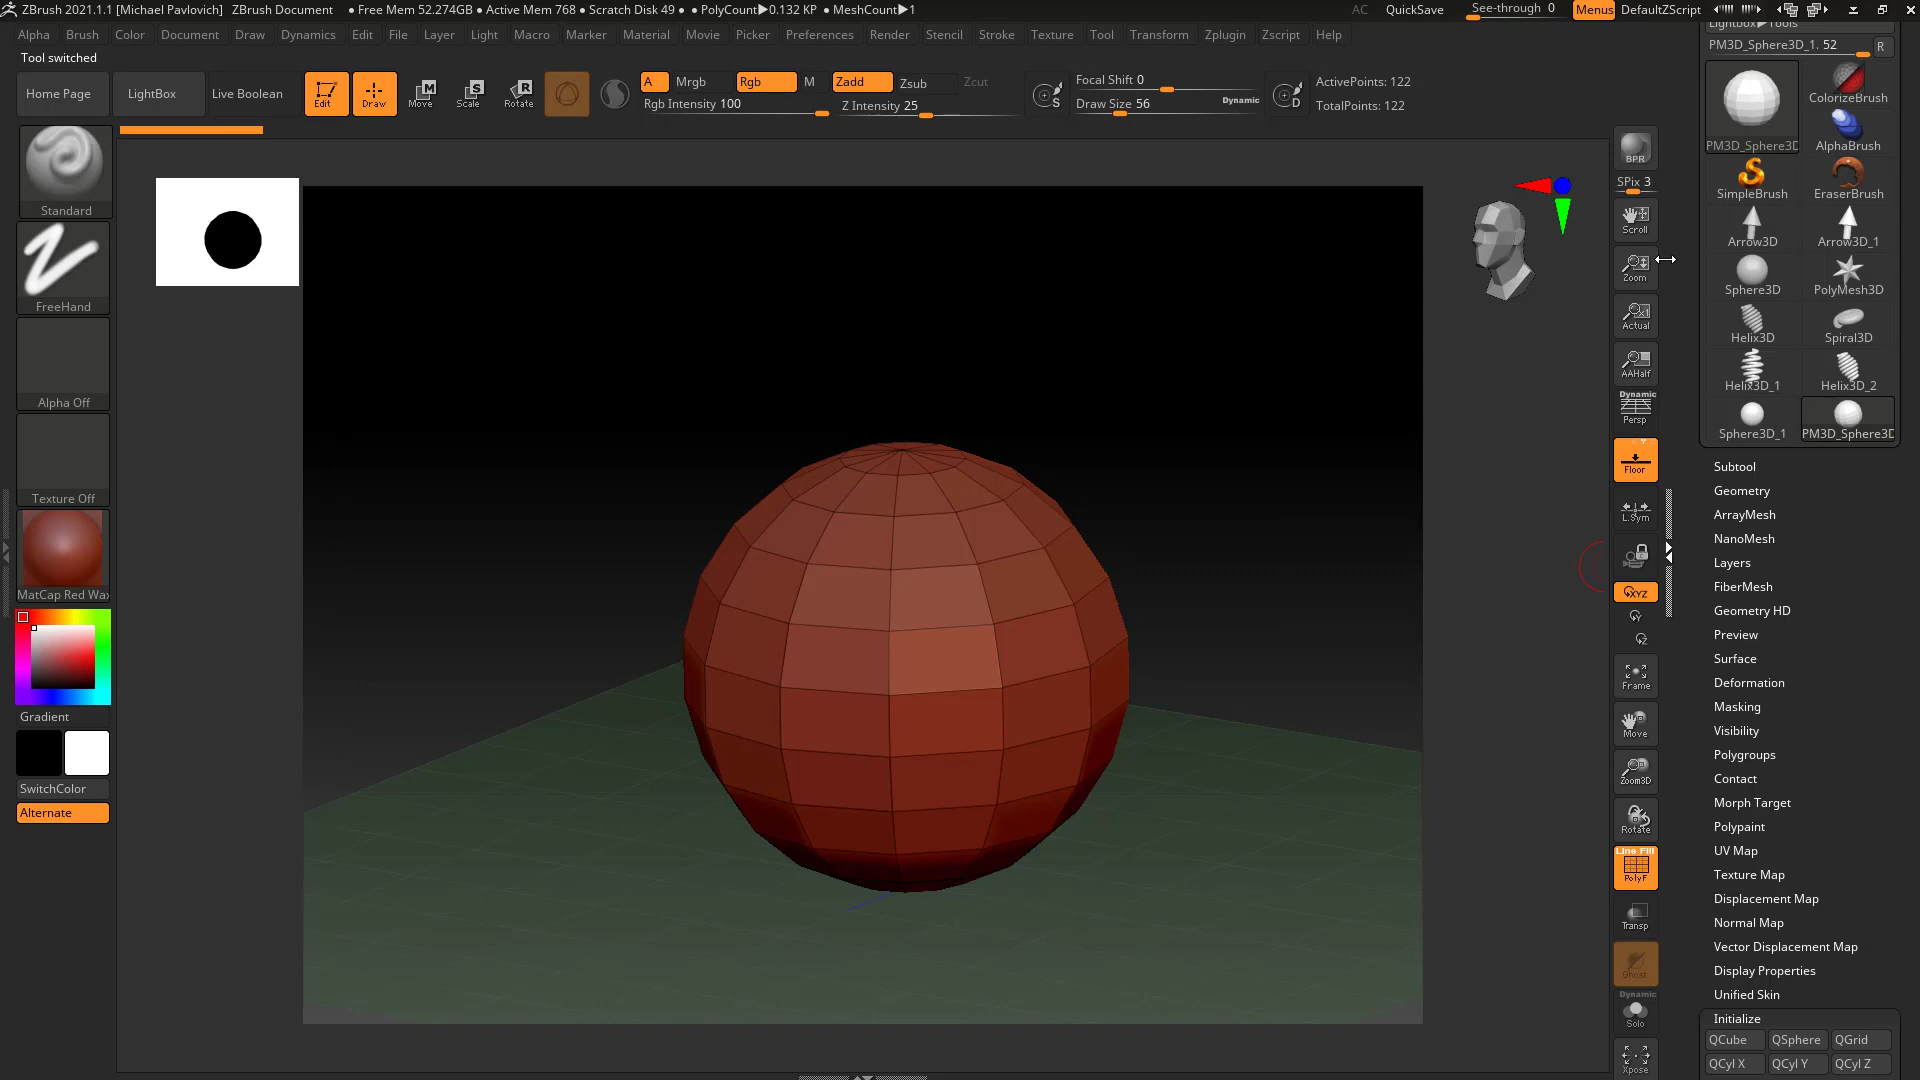 ZBrush 2021.1.1 [Michael Pavlovich] ZBrush Document • Free Mem 52.274GB • Active Mem 768 • Scratch Disk 49 • • PolyCount▶0.132 KP • MeshCount▶1 AC QuickSave See-through 0 Menus DefaultZScript
Alpha Brush Color Document Draw Dynamics Edit File Layer Light Macro Marker Material Movie Picker Preferences Render Stencil Stroke Texture Tool Transform Zplugin Zscript Help
Tool switched
Home Page LightBox Live Boolean Edit Draw Move Scale Rotate
A Mrgb Rgb M Zadd Zsub Zcut
Rgb Intensity 100 Z Intensity 25
Focal Shift 0
Draw Size 56 Dynamic
ActivePoints: 122
TotalPoints: 122
Standard
FreeHand
Alpha Off
Texture Off
MatCap Red Wax
Gradient
SwitchColor
Alternate
BPR
SPix 3
Scroll
Zoom
Actual
AAHalf
Dynamic
Persp
Floor
L.Sym
XYZ
Y
Z
Frame
Move
Zoom3D
Rotate
Line Fill
PolyF
Transp
Ghost
Dynamic
Solo
Xpose
Lightbox▶Tools
PM3D_Sphere3D_1. 52 R
PM3D_Sphere3D
ColorizeBrush
AlphaBrush
SimpleBrush EraserBrush
Arrow3D Arrow3D_1
Sphere3D PolyMesh3D
Helix3D Spiral3D
Helix3D_1 Helix3D_2
Sphere3D_1 PM3D_Sphere3D
Subtool
Geometry
ArrayMesh
NanoMesh
Layers
FiberMesh
Geometry HD
Preview
Surface
Deformation
Masking
Visibility
Polygroups
Contact
Morph Target
Polypaint
UV Map
Texture Map
Displacement Map
Normal Map
Vector Displacement Map
Display Properties
Unified Skin
Initialize
QCube QSphere QGrid
QCyl X QCyl Y QCyl Z